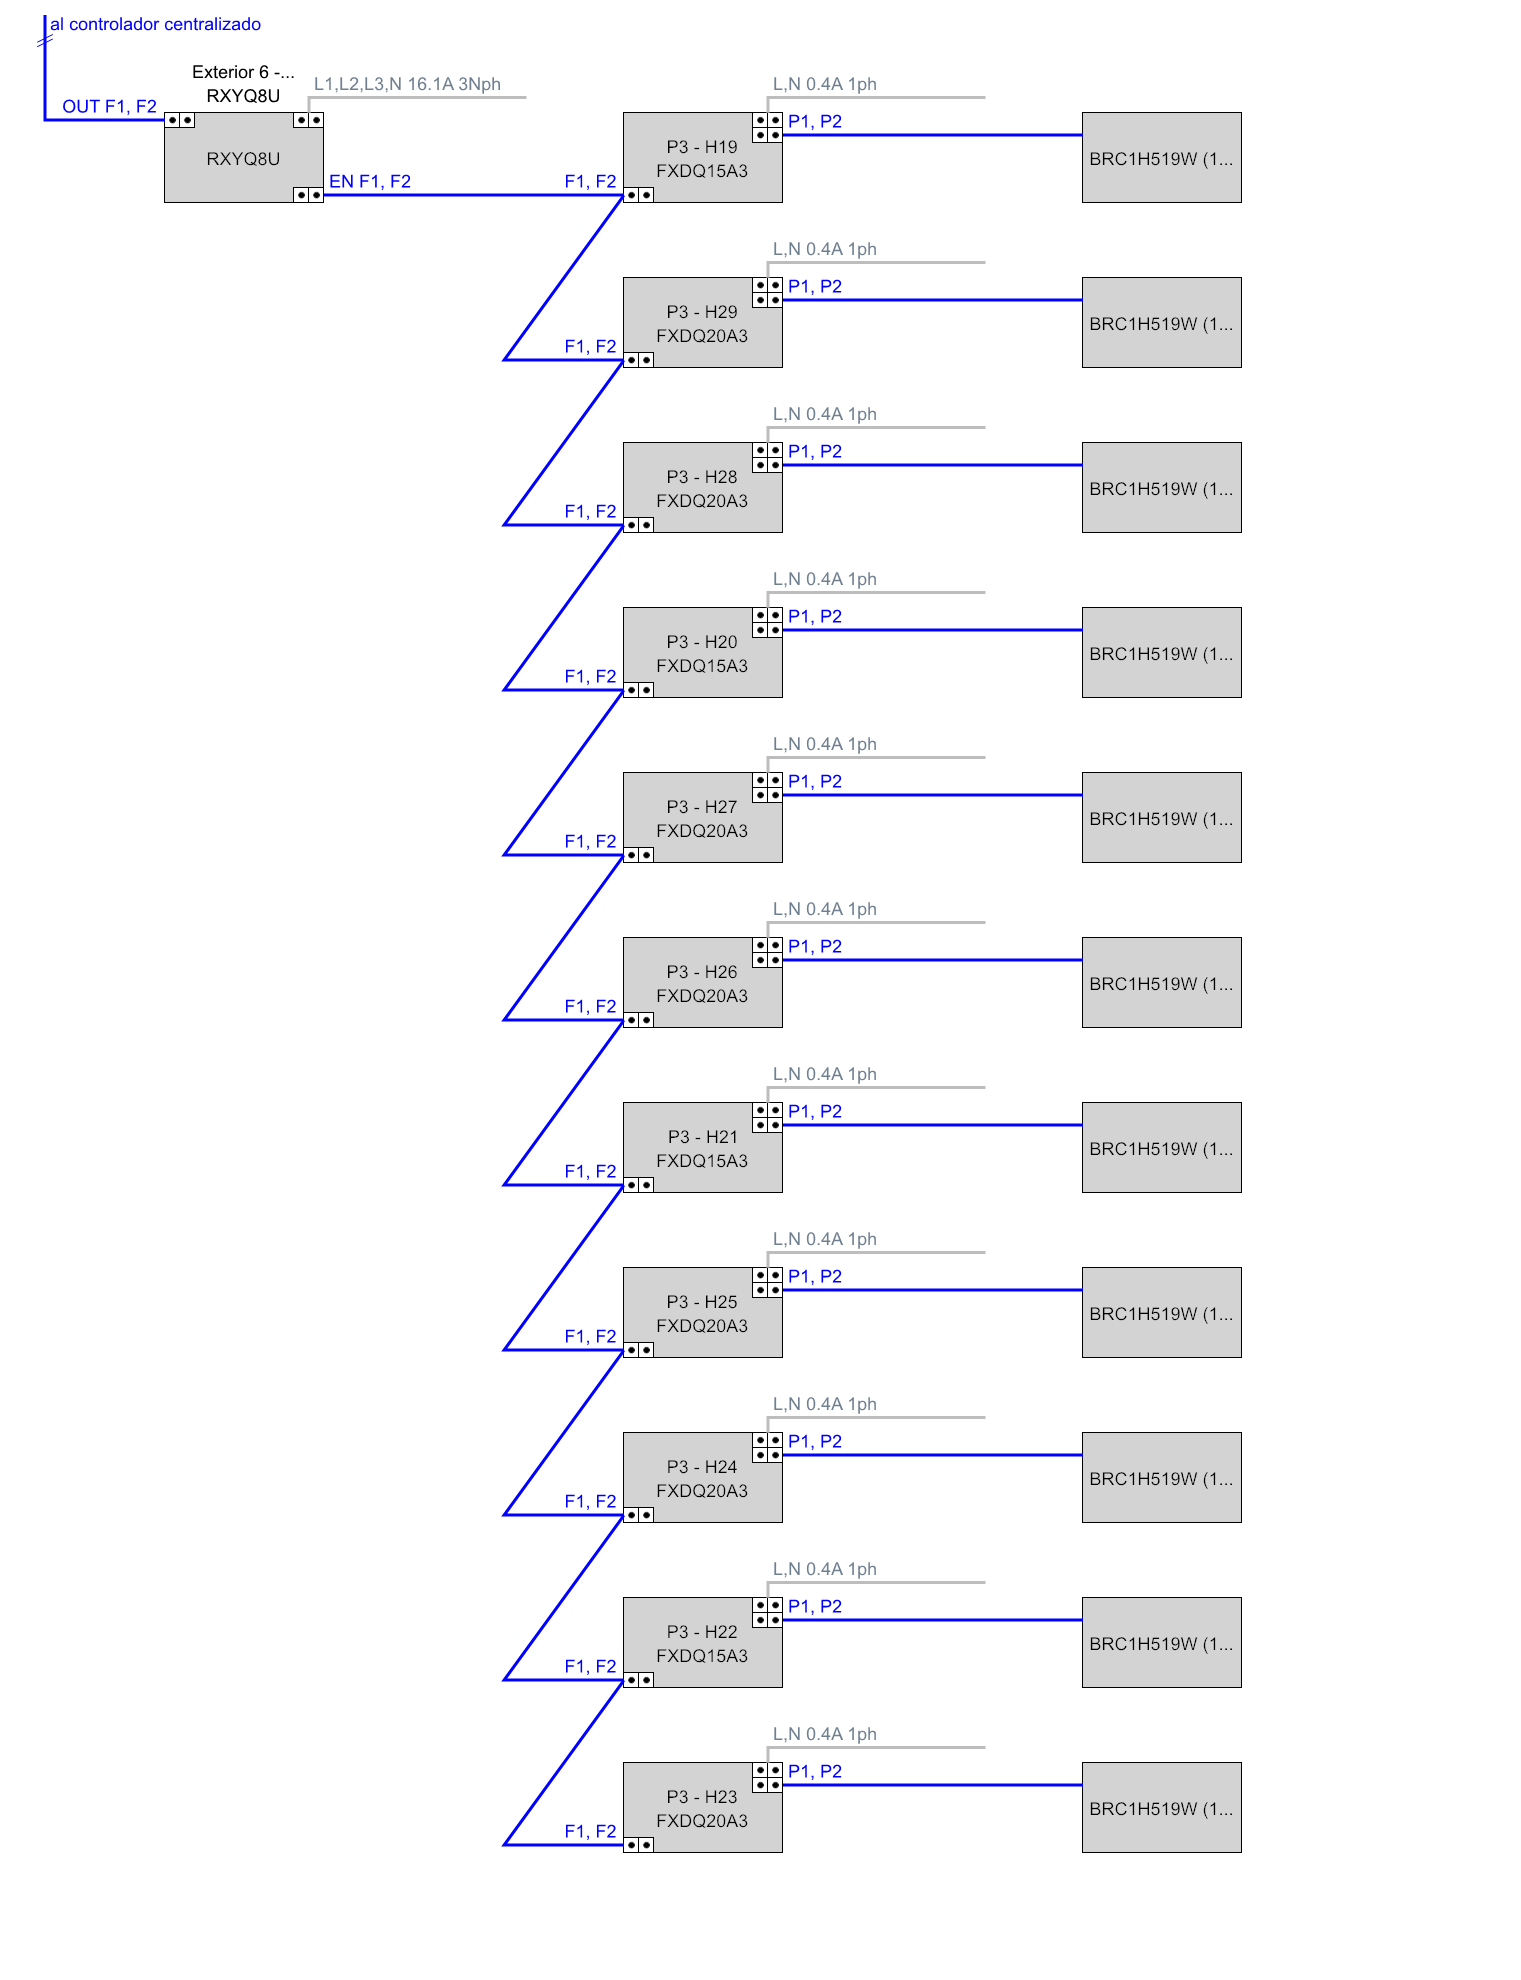 al controlador centralizado
Exterior 6 -...
RXYQ8U
L1,L2,L3,N 16.1A 3Nph
OUT F1, F2
RXYQ8U
EN F1, F2
L,N 0.4A 1ph
P1, P2
F1, F2
P3 - H19
FXDQ15A3
BRC1H519W (1...
L,N 0.4A 1ph
P1, P2
F1, F2
P3 - H29
FXDQ20A3
BRC1H519W (1...
L,N 0.4A 1ph
P1, P2
F1, F2
P3 - H28
FXDQ20A3
BRC1H519W (1...
L,N 0.4A 1ph
P1, P2
F1, F2
P3 - H20
FXDQ15A3
BRC1H519W (1...
L,N 0.4A 1ph
P1, P2
F1, F2
P3 - H27
FXDQ20A3
BRC1H519W (1...
L,N 0.4A 1ph
P1, P2
F1, F2
P3 - H26
FXDQ20A3
BRC1H519W (1...
L,N 0.4A 1ph
P1, P2
F1, F2
P3 - H21
FXDQ15A3
BRC1H519W (1...
L,N 0.4A 1ph
P1, P2
F1, F2
P3 - H25
FXDQ20A3
BRC1H519W (1...
L,N 0.4A 1ph
P1, P2
F1, F2
P3 - H24
FXDQ20A3
BRC1H519W (1...
L,N 0.4A 1ph
P1, P2
F1, F2
P3 - H22
FXDQ15A3
BRC1H519W (1...
L,N 0.4A 1ph
P1, P2
F1, F2
P3 - H23
FXDQ20A3
BRC1H519W (1...